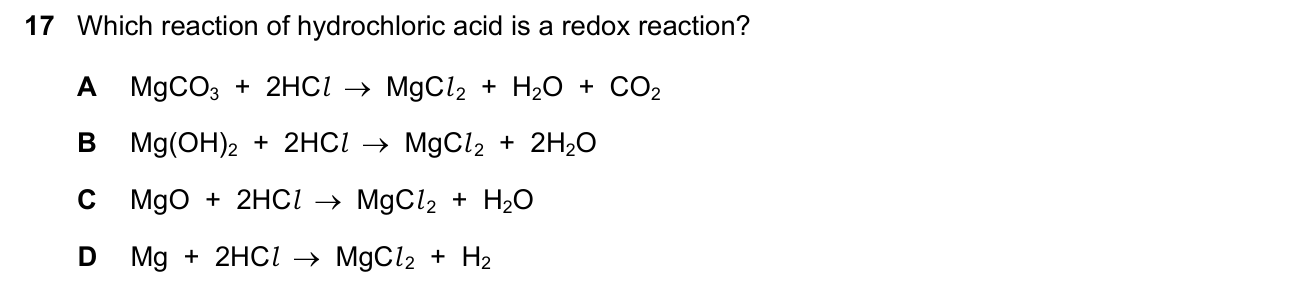 17 Which reaction of hydrochloric acid is a redox reaction?
A MgCO₃ + 2HCl → MgCl₂ + H₂O + CO₂
B Mg(OH)₂ + 2HCl → MgCl₂ + 2H₂O
C MgO + 2HCl → MgCl₂ + H₂O
D Mg + 2HCl → MgCl₂ + H₂